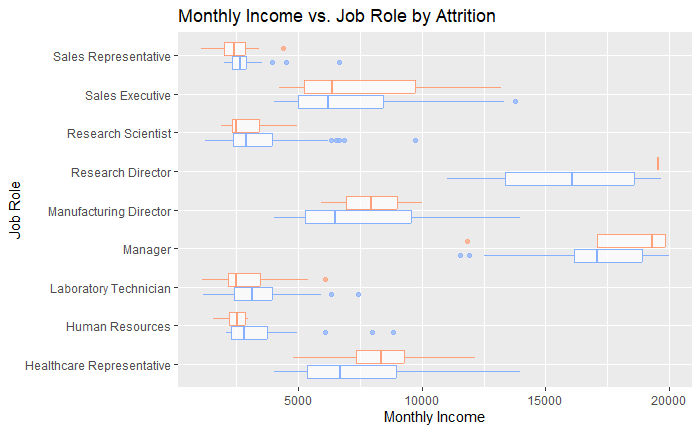 Monthly Income vs. Job Role by Attrition
Sales Representative
Sales Executive
Research Scientist
Research Director
Manufacturing Director
Manager
Laboratory Technician
Human Resources
Healthcare Representative
Job Role
5000 10000 15000 20000
Monthly Income